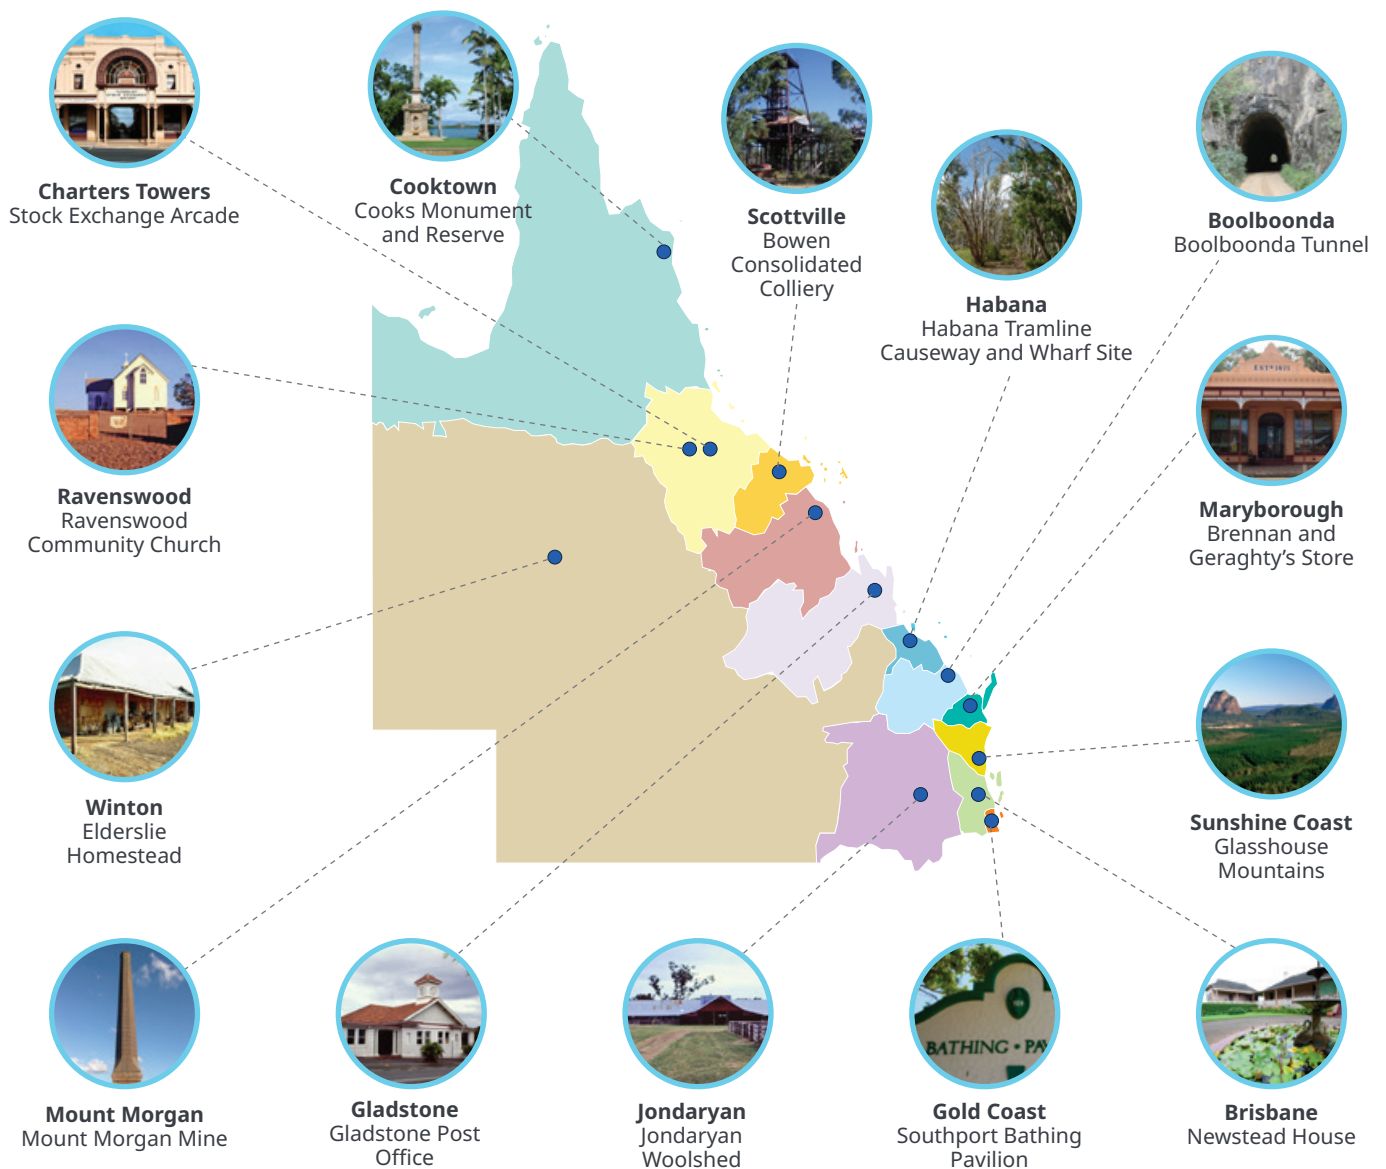 Charters Towers
Stock Exchange Arcade
Cooktown
Cooks Monument
and Reserve
Scottville
Bowen
Consolidated
Colliery
Habana
Habana Tramline
Causeway and Wharf Site
Boolboonda
Boolboonda Tunnel
Ravenswood
Ravenswood
Community Church
ESTD 1871
Maryborough
Brennan and
Geraghty’s Store
Winton
Elderslie
Homestead
Sunshine Coast
Glasshouse
Mountains
Mount Morgan
Mount Morgan Mine
Gladstone
Gladstone Post
Office
Jondaryan
Jondaryan
Woolshed
BATHING • PAV
Gold Coast
Southport Bathing
Pavilion
Brisbane
Newstead House